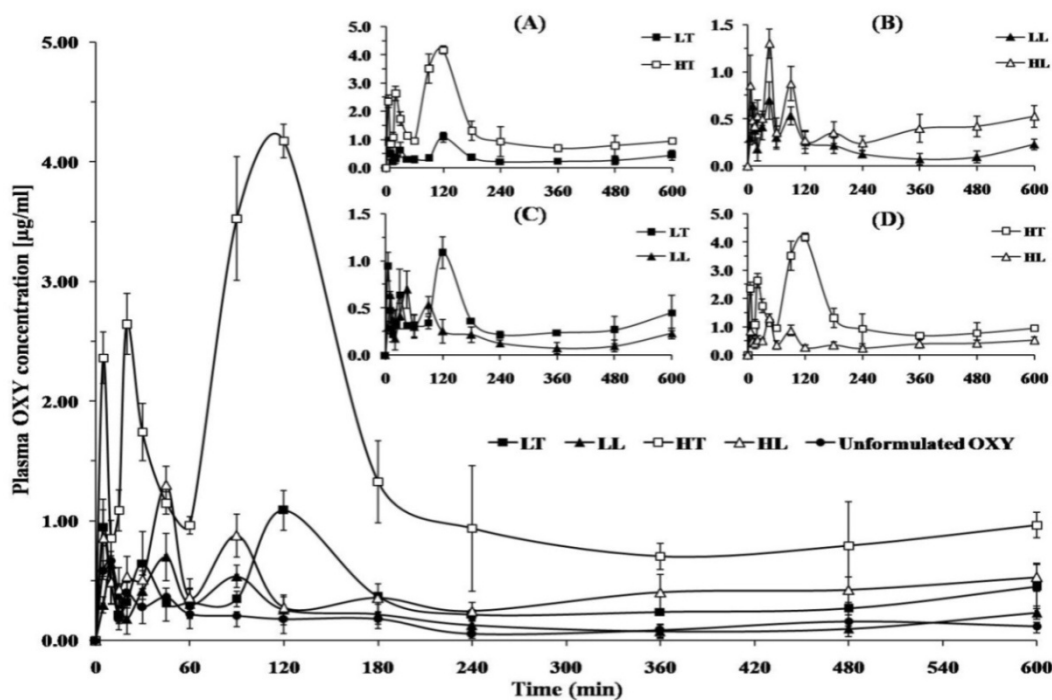 5.00
4.00
3.00
2.00
1.00
0.00
Plasma OXY concentration [µg/ml]
0 60 120 180 240 300 360 420 480 540 600
Time (min)
LT LL HT HL Unformulated OXY
(A)
5.0
4.0
3.0
2.0
1.0
0.0
0 120 240 360 480 600
LT
HT
(B)
1.5
1.0
0.5
0.0
0 120 240 360 480 600
LL
HL
(C)
1.5
1.0
0.5
0.0
0 120 240 360 480 600
LT
LL
(D)
5.0
4.0
3.0
2.0
1.0
0.0
0 120 240 360 480 600
HT
HL